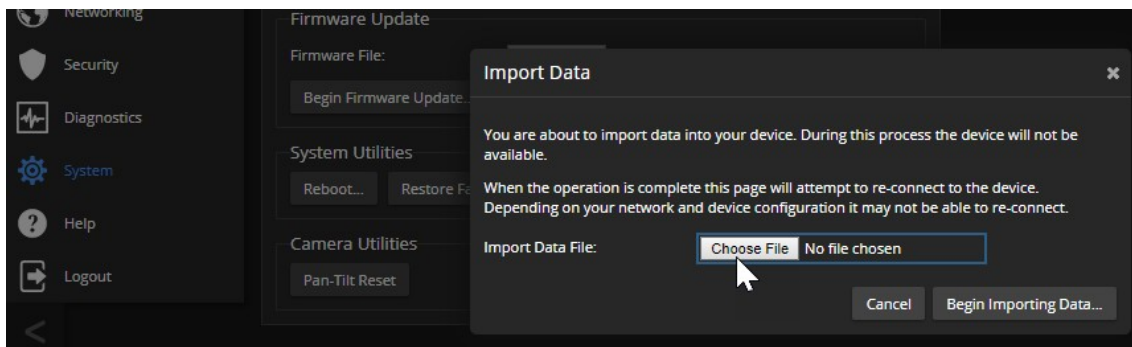 Networking
Security
Diagnostics
System
Help
Logout
Firmware Update
Firmware File:
Begin Firmware Update...
System Utilities
Reboot...
Restore
Camera Utilities
Pan-Tilt Reset
Import Data
You are about to import data into your device. During this process the device will not be
available.
When the operation is complete this page will attempt to re-connect to the device.
Depending on your network and device configuration it may not be able to re-connect.
Import Data File:
Choose File No file chosen
Cancel
Begin Importing Data...